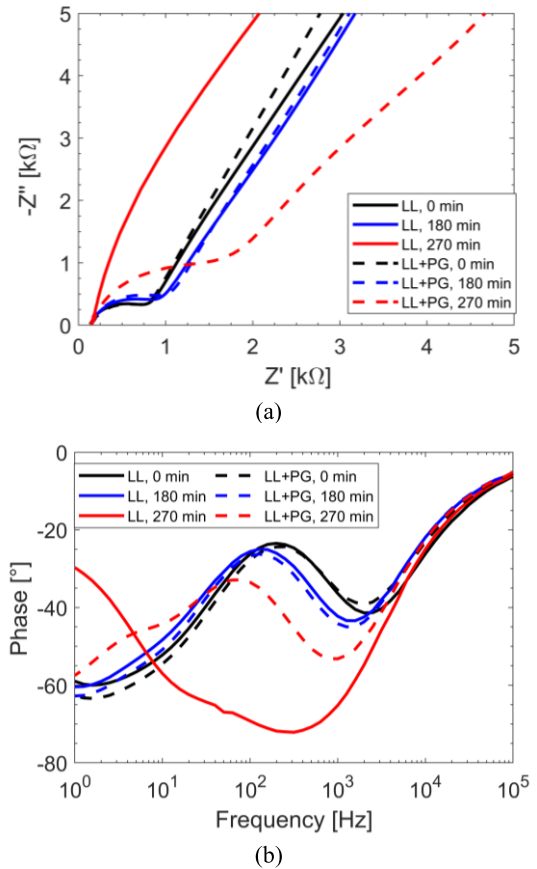 5
4
3
2
1
0
-Z" [kΩ]
LL, 0 min
LL, 180 min
LL, 270 min
LL+PG, 0 min
LL+PG, 180 min
LL+PG, 270 min
0 1 2 3 4 5
Z' [kΩ]
(a)
0
-20
-40
-60
-80
Phase [°]
LL, 0 min LL+PG, 0 min
LL, 180 min LL+PG, 180 min
LL, 270 min LL+PG, 270 min
10⁰ 10¹ 10² 10³ 10⁴ 10⁵
Frequency [Hz]
(b)